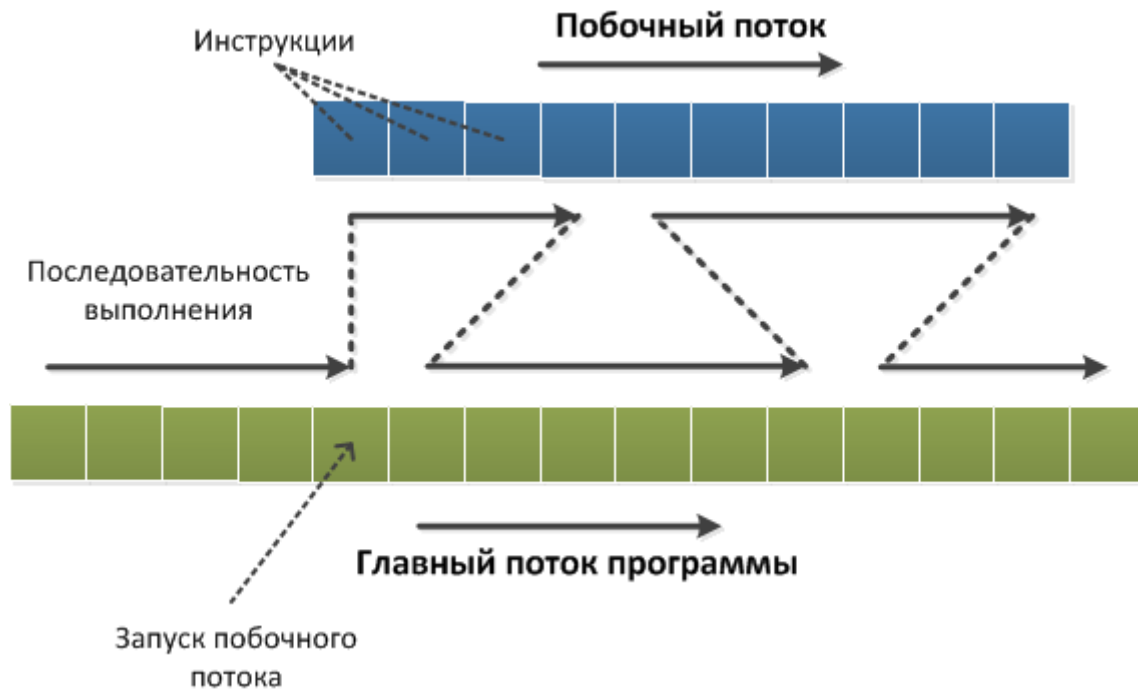 Побочный поток
Инструкции
Последовательность
выполнения
Главный поток программы
Запуск побочного
потока